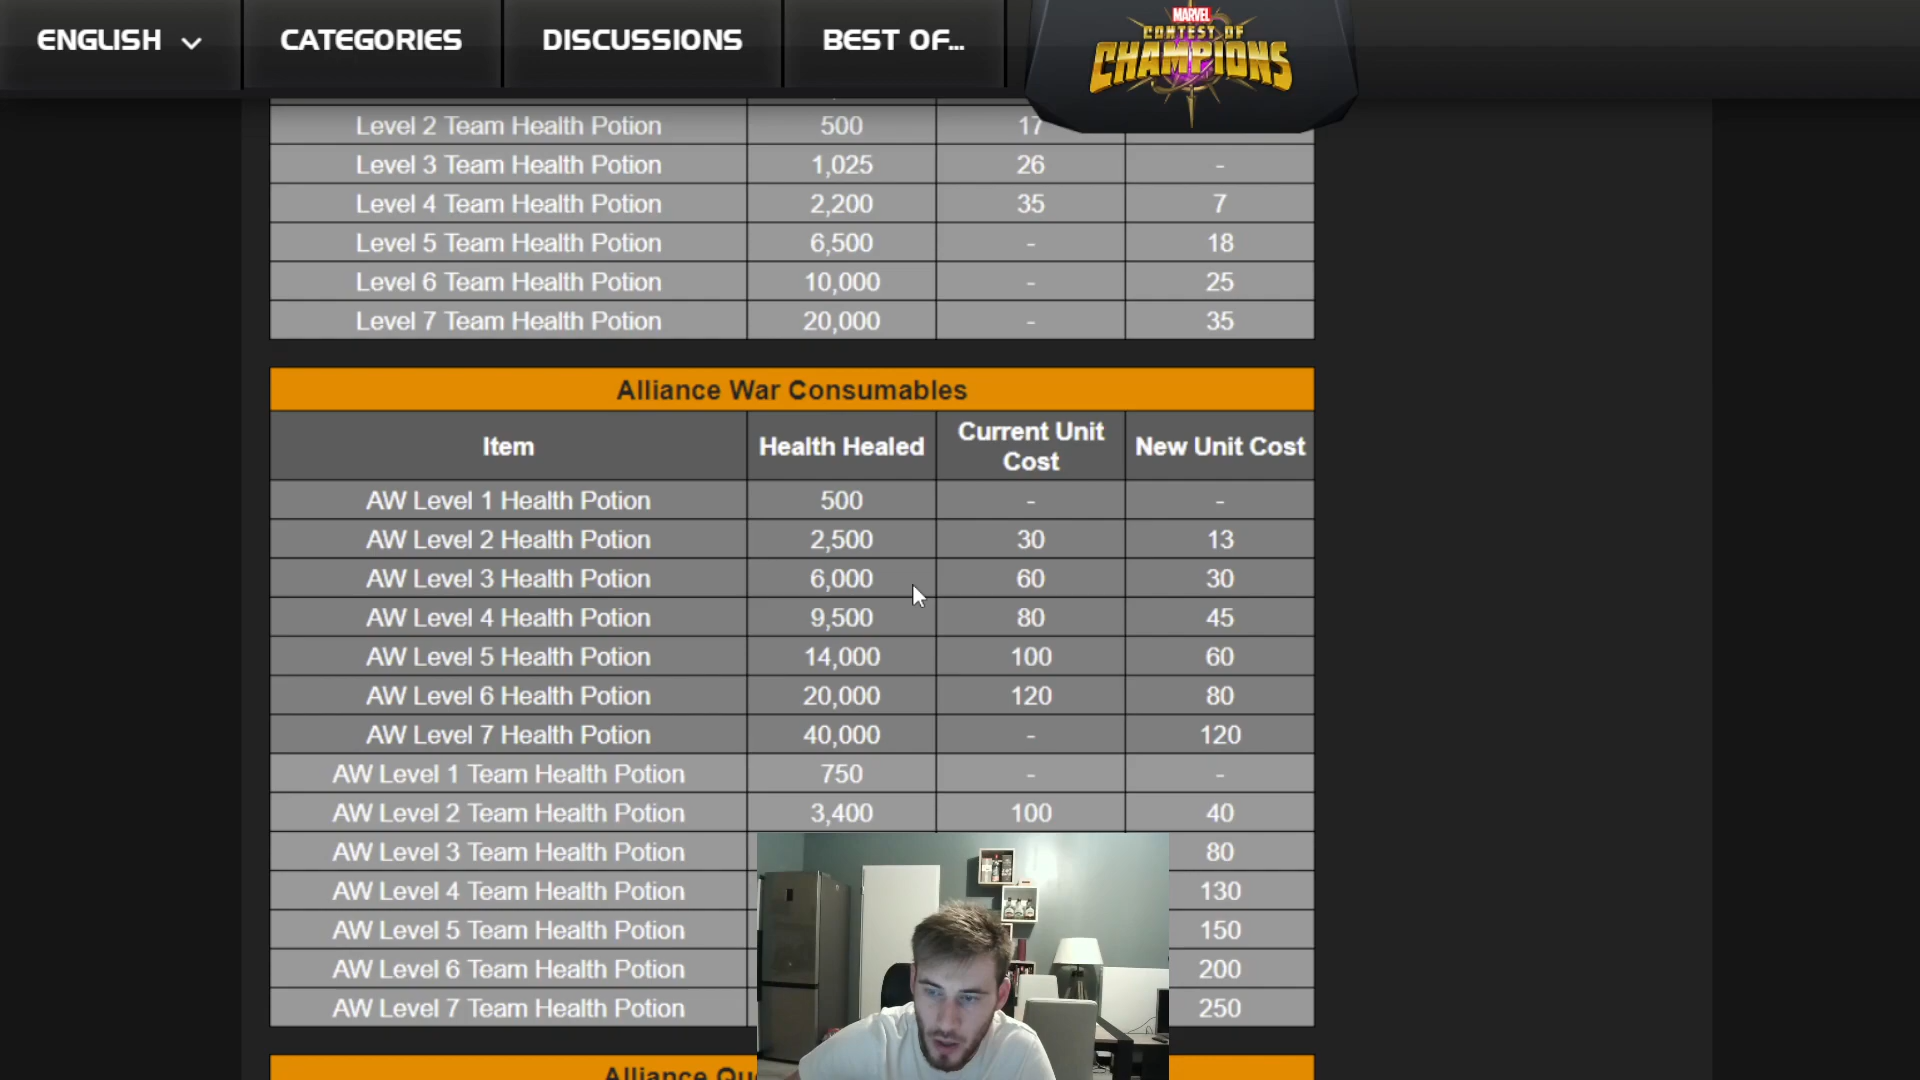 ENGLISH CATEGORIES DISCUSSIONS BEST OF...
MARVEL
CONTEST OF
CHAMPIONS
Level 2 Team Health Potion 500 17
Level 3 Team Health Potion 1,025 26 -
Level 4 Team Health Potion 2,200 35 7
Level 5 Team Health Potion 6,500 - 18
Level 6 Team Health Potion 10,000 - 25
Level 7 Team Health Potion 20,000 - 35
Alliance War Consumables
Item Health Healed Current Unit Cost New Unit Cost
AW Level 1 Health Potion 500 - -
AW Level 2 Health Potion 2,500 30 13
AW Level 3 Health Potion 6,000 60 30
AW Level 4 Health Potion 9,500 80 45
AW Level 5 Health Potion 14,000 100 60
AW Level 6 Health Potion 20,000 120 80
AW Level 7 Health Potion 40,000 - 120
AW Level 1 Team Health Potion 750 - -
AW Level 2 Team Health Potion 3,400 100 40
AW Level 3 Team Health Potion 80
AW Level 4 Team Health Potion 130
AW Level 5 Team Health Potion 150
AW Level 6 Team Health Potion 200
AW Level 7 Team Health Potion 250
Alliance